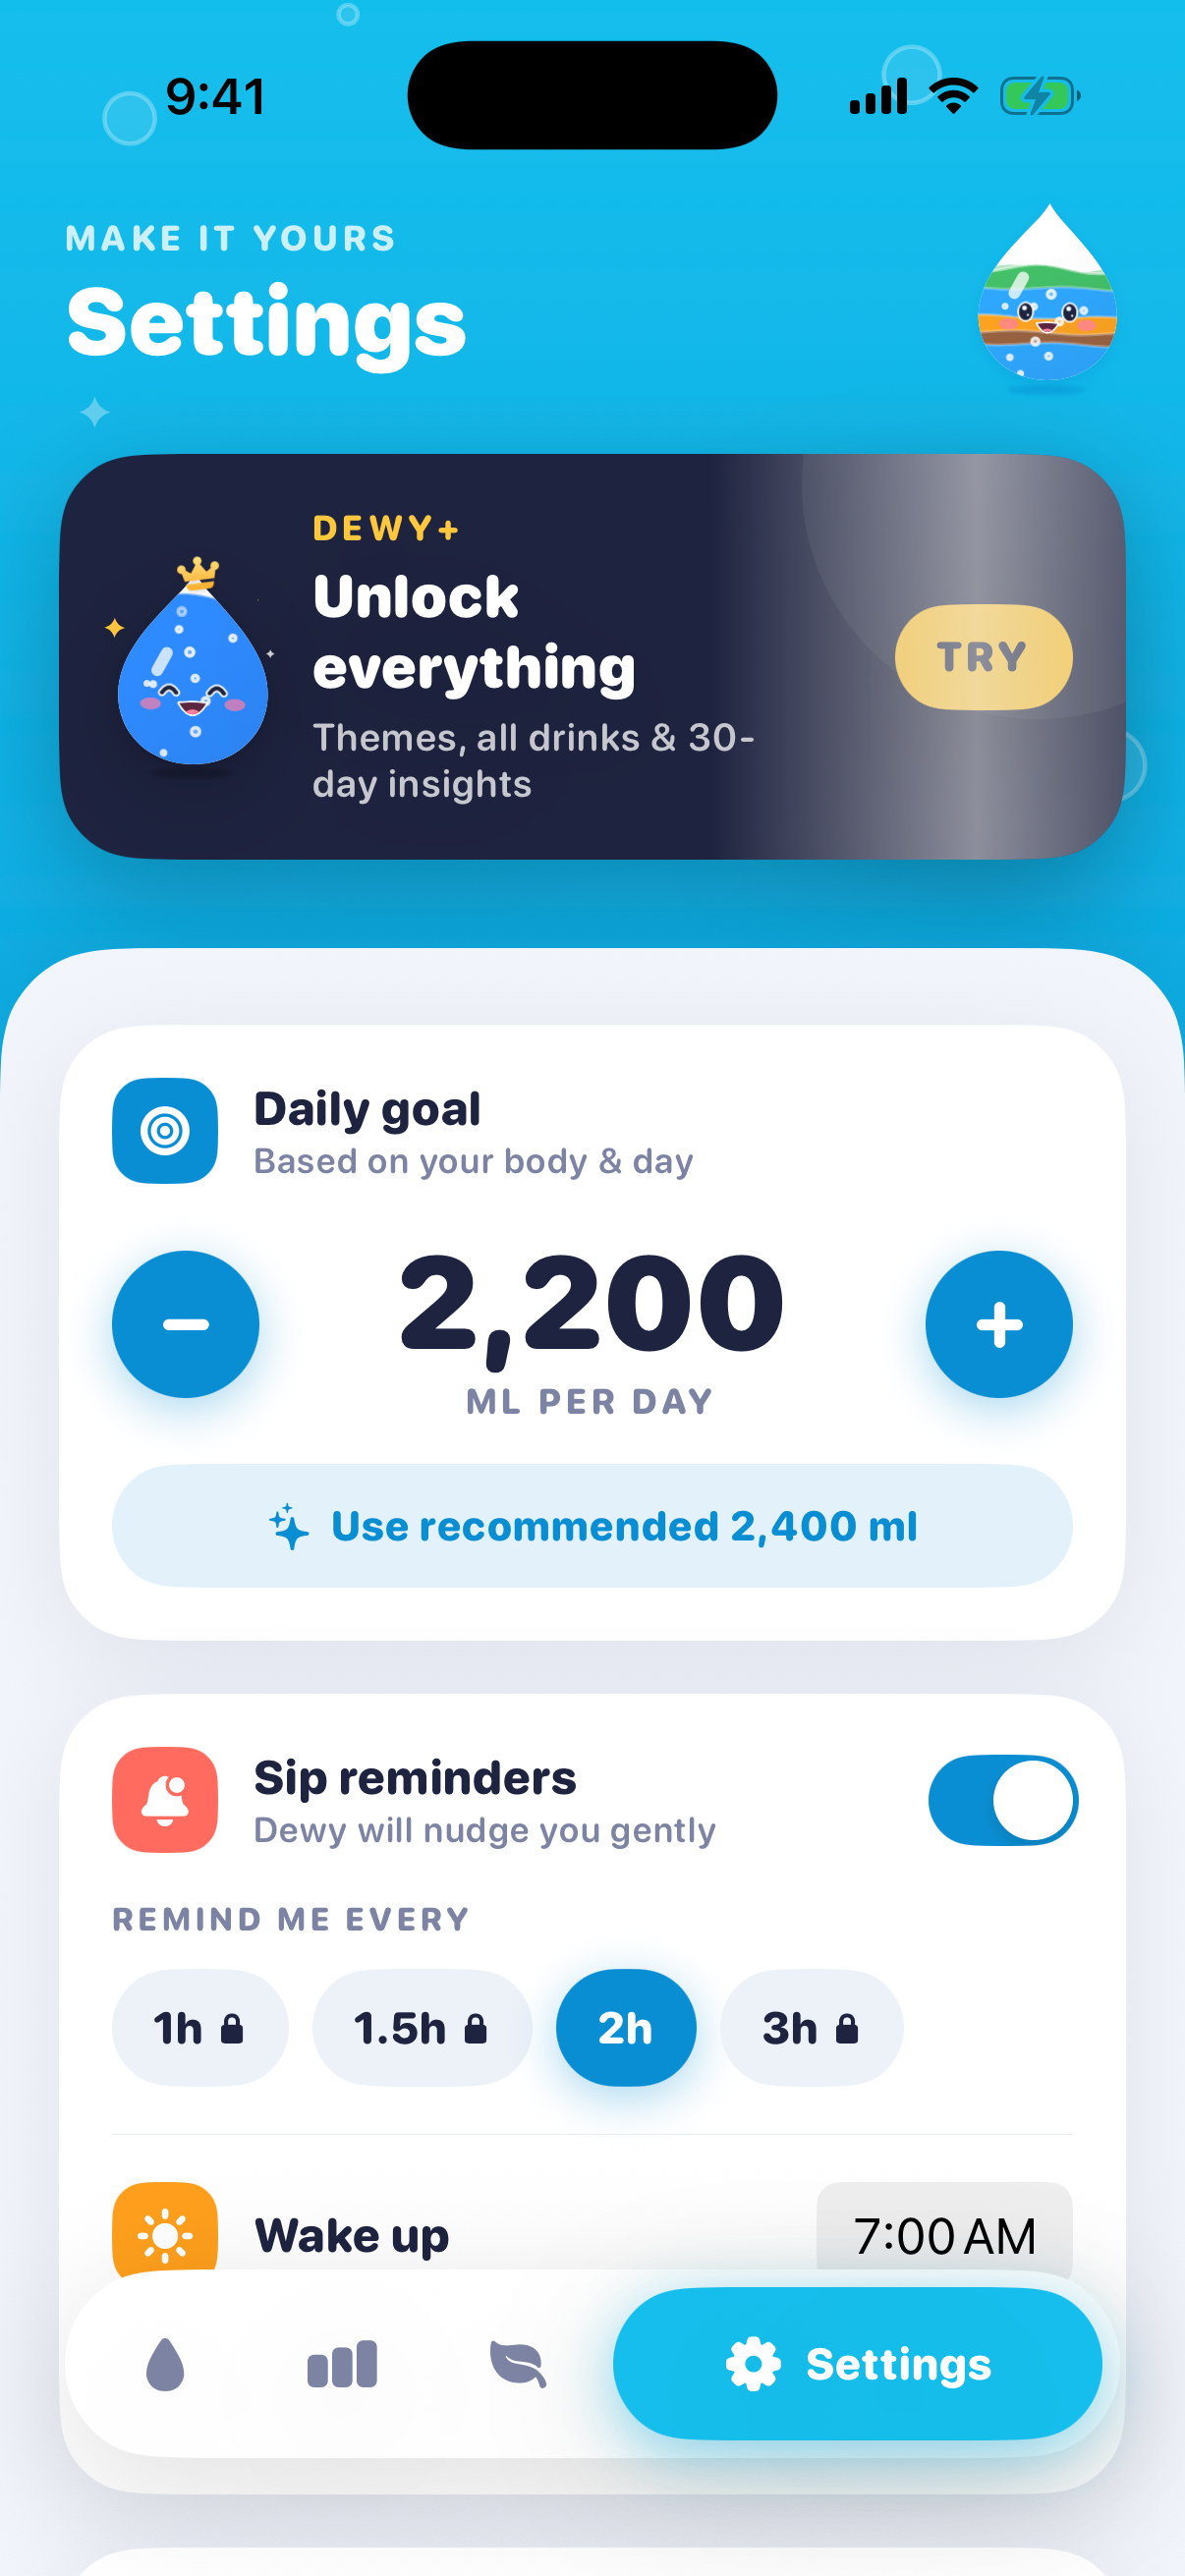 9:41
MAKE IT YOURS
Settings
DEWY+
Unlock
everything
Themes, all drinks & 30-
day insights
TRY
Daily goal
Based on your body & day
2,200
ML PER DAY
Use recommended 2,400 ml
Sip reminders
Dewy will nudge you gently
REMIND ME EVERY
1h
1.5h
2h
3h
Wake up
7:00 AM
Settings